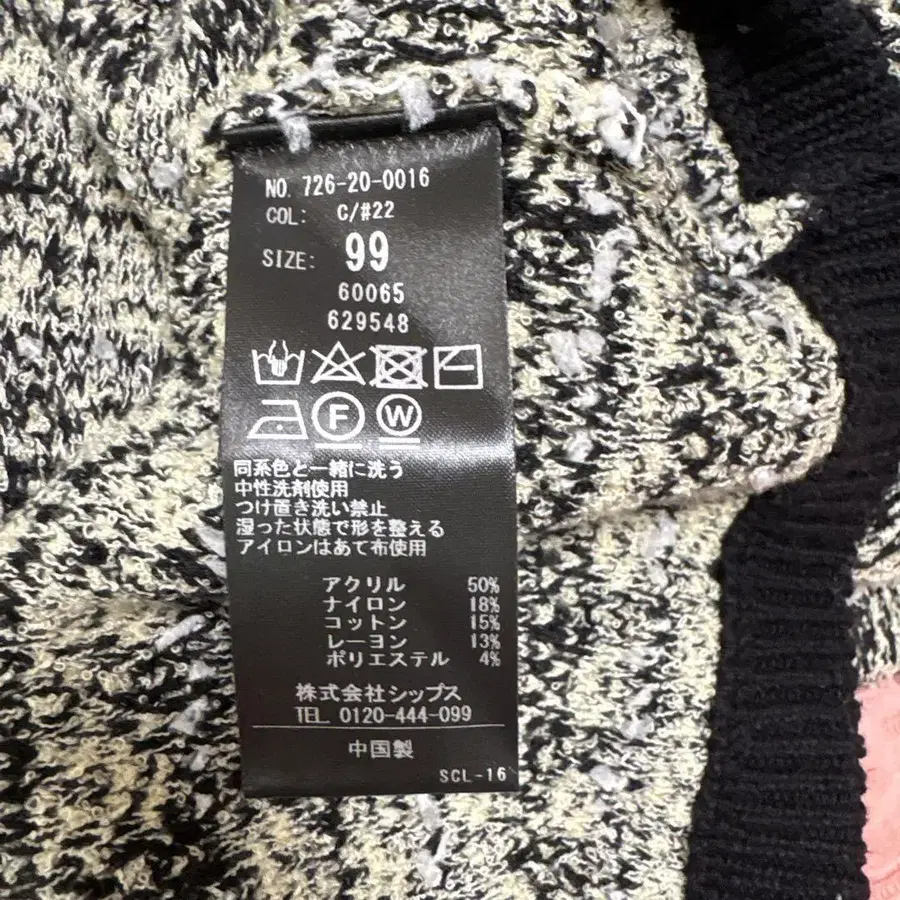 NO. 726-20-0016
COL: C/#22
SIZE: 99
60065
629548
F W
同系色と一緒に洗う
中性洗剤使用
つけ置き洗い禁止
湿った状態で形を整える
アイロンはあて布使用
アクリル 50%
ナイロン 18%
コットン 15%
レーヨン 13%
ポリエステル 4%
株式会社シップス
TEL 0120-444-099
中国製
SCL-16